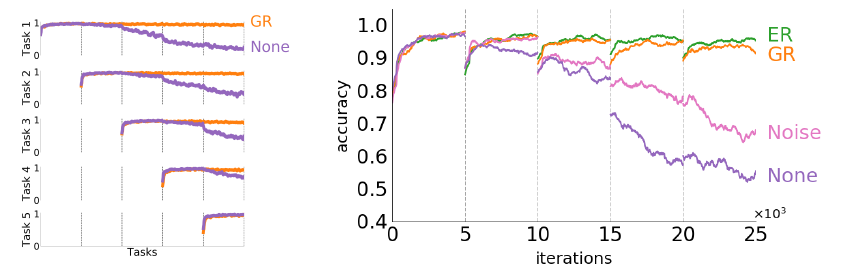 Task 1
1
0
GR
None
Task 2
1
0
Task 3
1
0
Task 4
1
0
Task 5
1
0
Tasks
accuracy
1.0
0.9
0.8
0.7
0.6
0.5
0.4
0 5 10 15 20 25
×10³
iterations
ER
GR
Noise
None